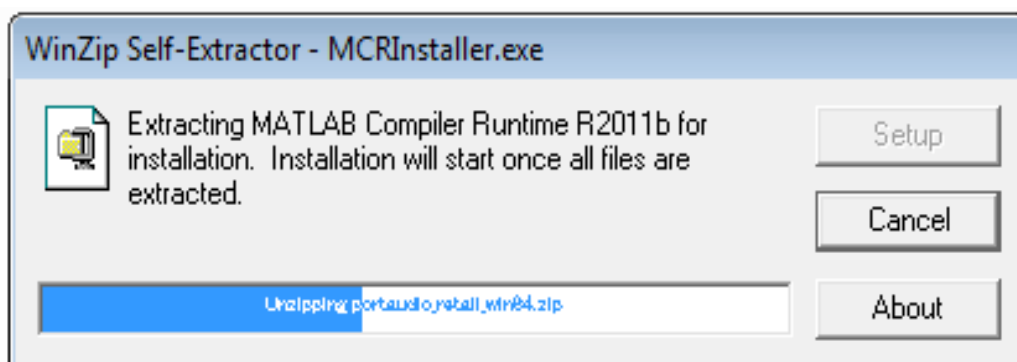 WinZip Self-Extractor - MCRInstaller.exe
Extracting MATLAB Compiler Runtime R2011b for
installation.  Installation will start once all files are
extracted.
Setup
Cancel
Unzipping portaudio_retail_win64.zip
About